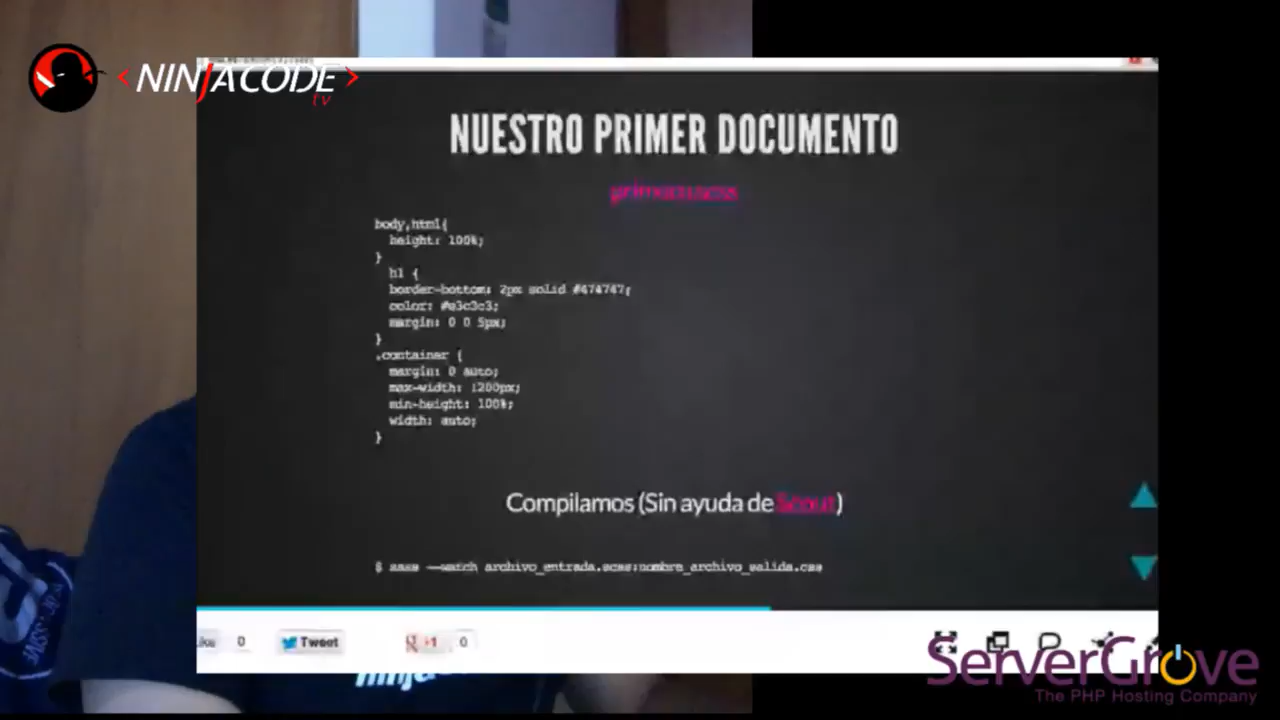 < NINJACODE >
tv
NUESTRO PRIMER DOCUMENTO
body,html{
height: 100%;
}
h1 {
border-bottom: 2px solid #474747;
color: #e3c3c3;
margin: 0 0 5px;
}
.container {
margin: 0 auto;
max-width: 1200px;
min-height: 100%;
width: auto;
}
Compilamos (Sin ayuda de Scout)
$ sass --watch archivo_entrada.scss:nombre_archivo_salida.css
0
Tweet
+1
0
ServerGrove
The PHP Hosting Company